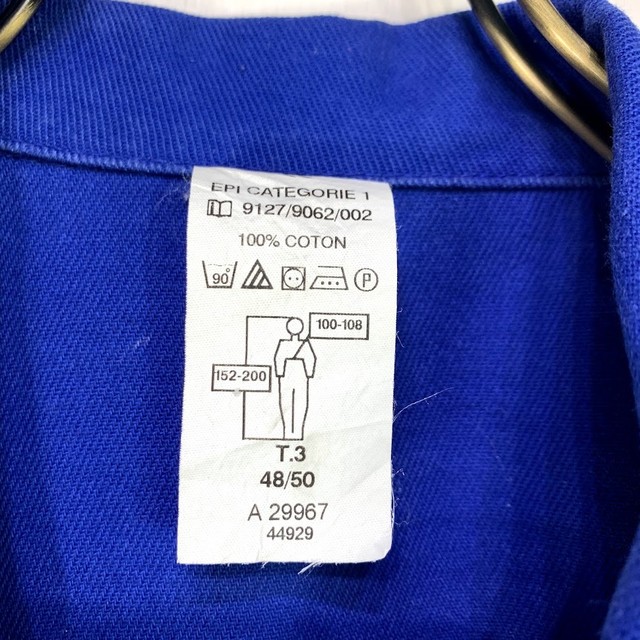 EPI CATEGORIE 1
9127/9062/002
100% COTON
90°
P
100-108
152-200
T.3
48/50
A 29967
44929